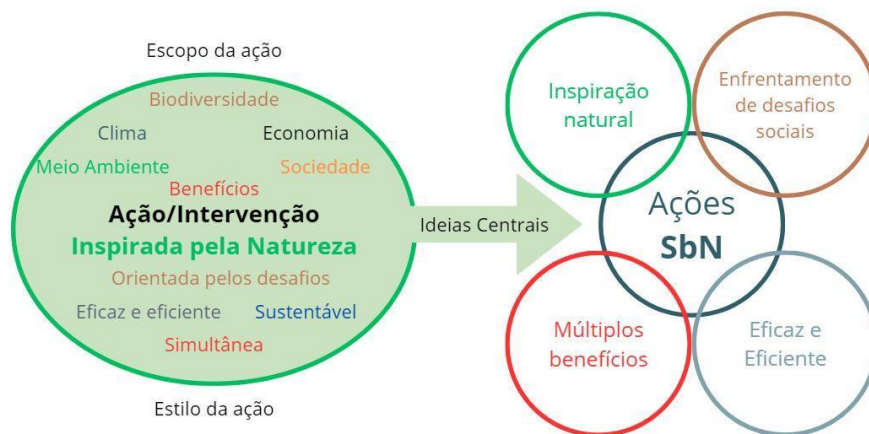 Escopo da ação
Biodiversidade
Clima Economia
Meio Ambiente Sociedade
Benefícios
Ação/Intervenção
Inspirada pela Natureza
Orientada pelos desafios
Eficaz e eficiente Sustentável
Simultânea
Estilo da ação
Ideias Centrais
Inspiração
natural
Enfrentamento
de desafios
sociais
Ações
SbN
Múltiplos
benefícios
Eficaz e
Eficiente